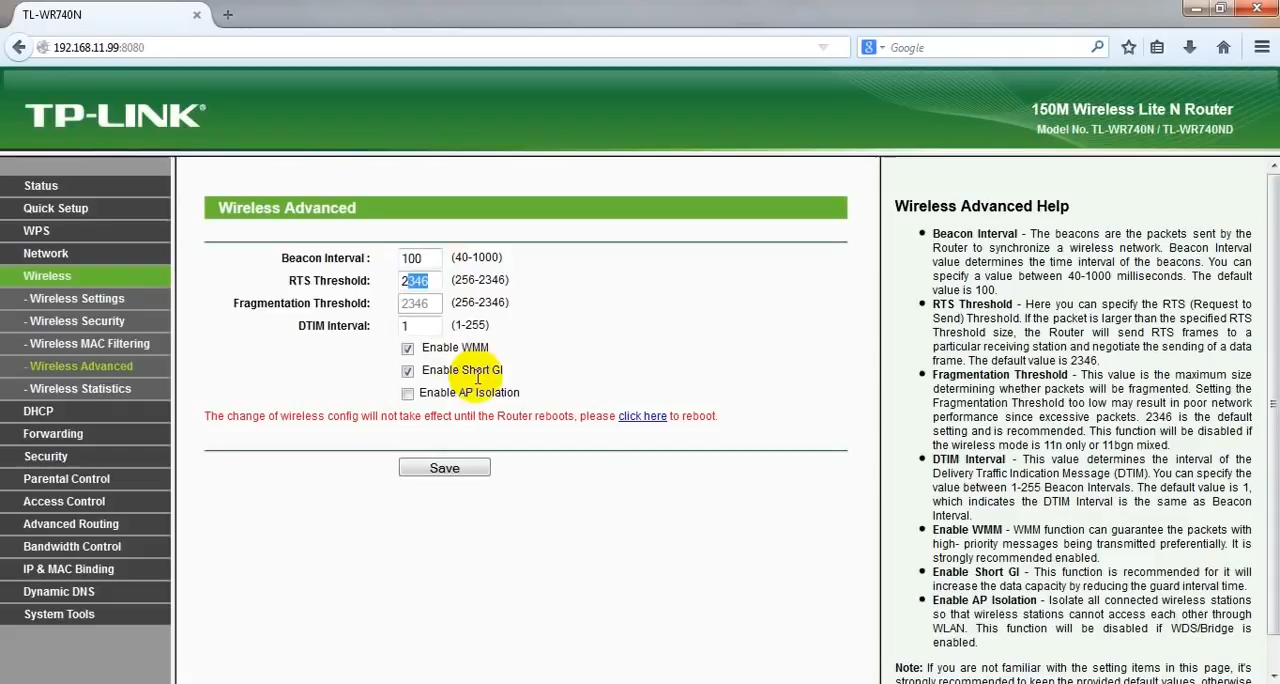 TL-WR740N
192.168.11.99:8080
Google
TP-LINK®
150M Wireless Lite N Router
Model No. TL-WR740N / TL-WR740ND
Status
Quick Setup
WPS
Network
Wireless
- Wireless Settings
- Wireless Security
- Wireless MAC Filtering
- Wireless Advanced
- Wireless Statistics
DHCP
Forwarding
Security
Parental Control
Access Control
Advanced Routing
Bandwidth Control
IP & MAC Binding
Dynamic DNS
System Tools
Wireless Advanced
Beacon Interval : 100 (40-1000)
RTS Threshold: 2346 (256-2346)
Fragmentation Threshold: 2346 (256-2346)
DTIM Interval: 1 (1-255)
Enable WMM
Enable Short GI
Enable AP Isolation
The change of wireless config will not take effect until the Router reboots, please click here to reboot.
Save
Wireless Advanced Help
Beacon Interval - The beacons are the packets sent by the
Router to synchronize a wireless network. Beacon Interval
value determines the time interval of the beacons. You can
specify a value between 40-1000 milliseconds. The default
value is 100.
RTS Threshold - Here you can specify the RTS (Request to
Send) Threshold. If the packet is larger than the specified RTS
Threshold size, the Router will send RTS frames to a
particular receiving station and negotiate the sending of a data
frame. The default value is 2346.
Fragmentation Threshold - This value is the maximum size
determining whether packets will be fragmented. Setting the
Fragmentation Threshold too low may result in poor network
performance since excessive packets. 2346 is the default
setting and is recommended. This function will be disabled if
the wireless mode is 11n only or 11bgn mixed.
DTIM Interval - This value determines the interval of the
Delivery Traffic Indication Message (DTIM). You can specify the
value between 1-255 Beacon Intervals. The default value is 1,
which indicates the DTIM Interval is the same as Beacon
Interval.
Enable WMM - WMM function can guarantee the packets with
high- priority messages being transmitted preferentially. It is
strongly recommended enabled.
Enable Short GI - This function is recommended for it will
increase the data capacity by reducing the guard interval time.
Enable AP Isolation - Isolate all connected wireless stations
so that wireless stations cannot access each other through
WLAN. This function will be disabled if WDS/Bridge is
enabled.
Note: If you are not familiar with the setting items in this page, it's
strongly recommended to keep the provided default values, otherwise